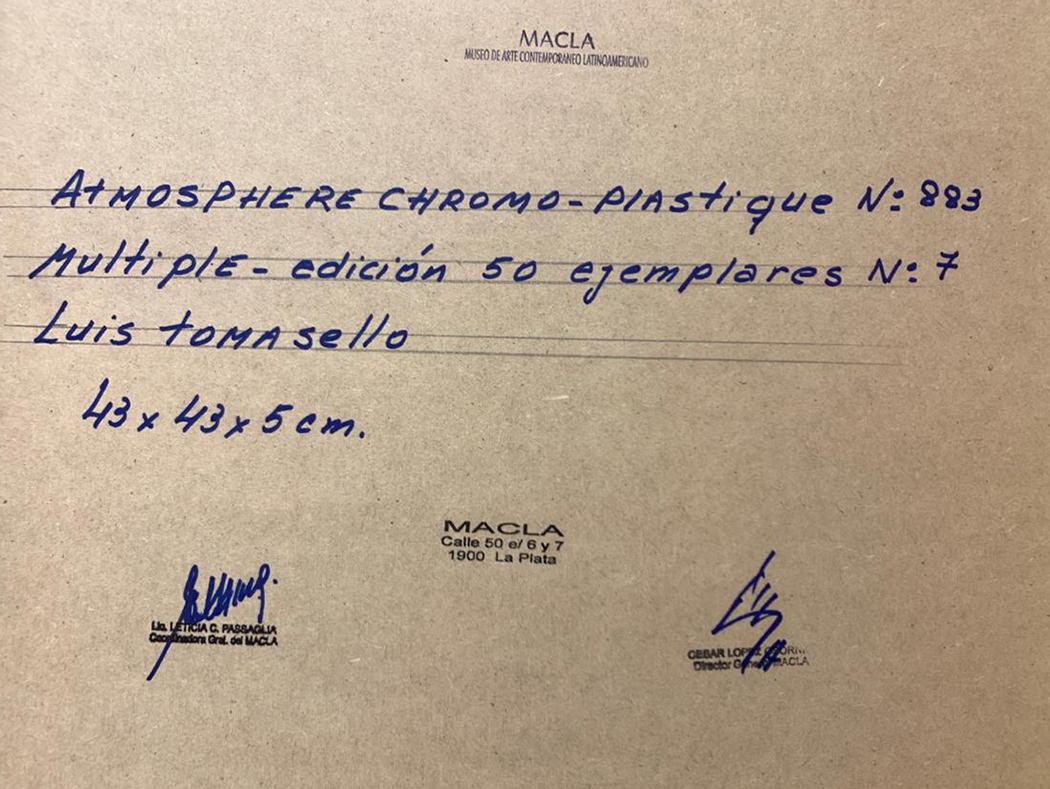 MACLA
MUSEO DE ARTE CONTEMPORANEO LATINOAMERICANO
ATMOSPHERE CHROMO-PlAStique Nº 883
MultiplE - edición 50 ejemplares Nº 7
Luis TOMAsello
43 x 43 x 5 cm.
MACLA
Calle 50 e/ 6 y 7
1900 La Plata
Lic. LETICIA C. PASSAGLIA
Coordinadora Gral. del MACLA
CESAR LOPEZ
Director MACLA